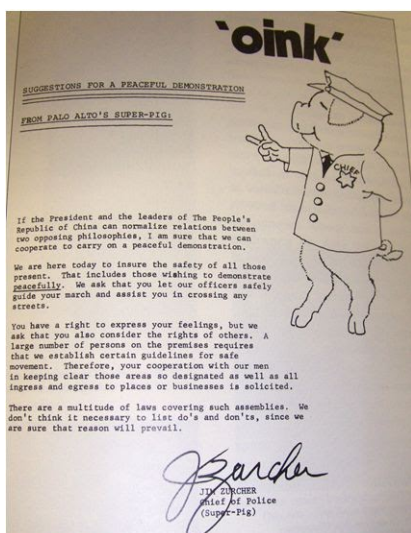 'oink'
SUGGESTIONS FOR A PEACEFUL DEMONSTRATION
FROM PALO ALTO'S SUPER-PIG:
CHIEF
If the President and the leaders of The People's
Republic of China can normalize relations between
two opposing philosophies, I am sure that we can
cooperate to carry on a peaceful demonstration.
We are here today to insure the safety of all those
present. That includes those wishing to demonstrate
peacefully. We ask that you let our officers safely
guide your march and assist you in crossing any
streets.
You have a right to express your feelings, but we
ask that you also consider the rights of others. A
large number of persons on the premises requires
that we establish certain guidelines for safe
movement. Therefore, your cooperation with our men
in keeping clear those areas so designated as well as all
ingress and egress to places or businesses is solicited.
There are a multitude of laws covering such assemblies. We
don't think it necessary to list do's and don'ts, since we
are sure that reason will prevail.
J Zurcher
JIM ZURCHER
Chief of Police
(Super-Pig)